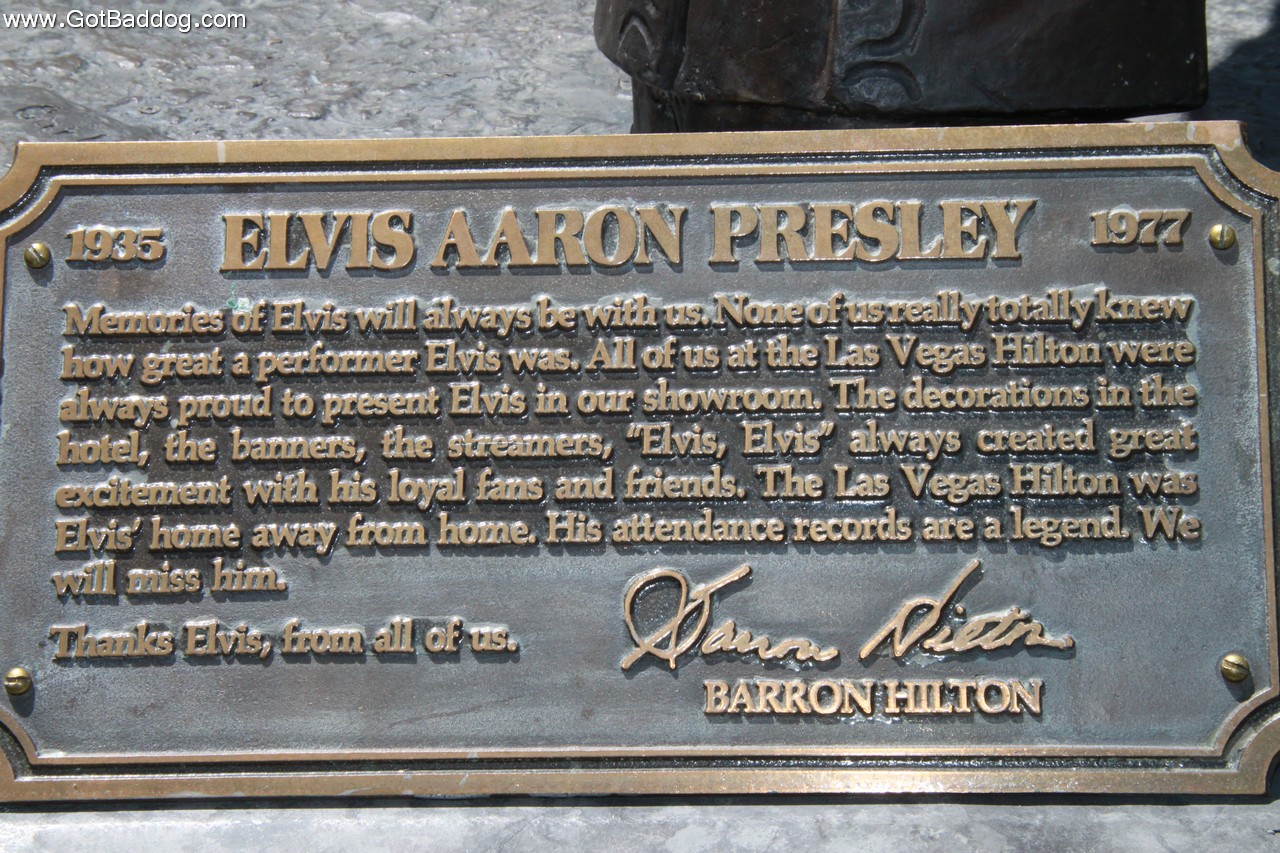 www.GotBaddog.com
1935 ELVIS AARON PRESLEY 1977
Memories of Elvis will always be with us. None of us really totally knew
how great a performer Elvis was. All of us at the Las Vegas Hilton were
always proud to present Elvis in our showroom. The decorations in the
hotel, the banners, the streamers, “Elvis, Elvis” always created great
excitement with his loyal fans and friends. The Las Vegas Hilton was
Elvis’ home away from home. His attendance records are a legend. We
will miss him.
Thanks Elvis, from all of us.
Barron Hilton
BARRON HILTON